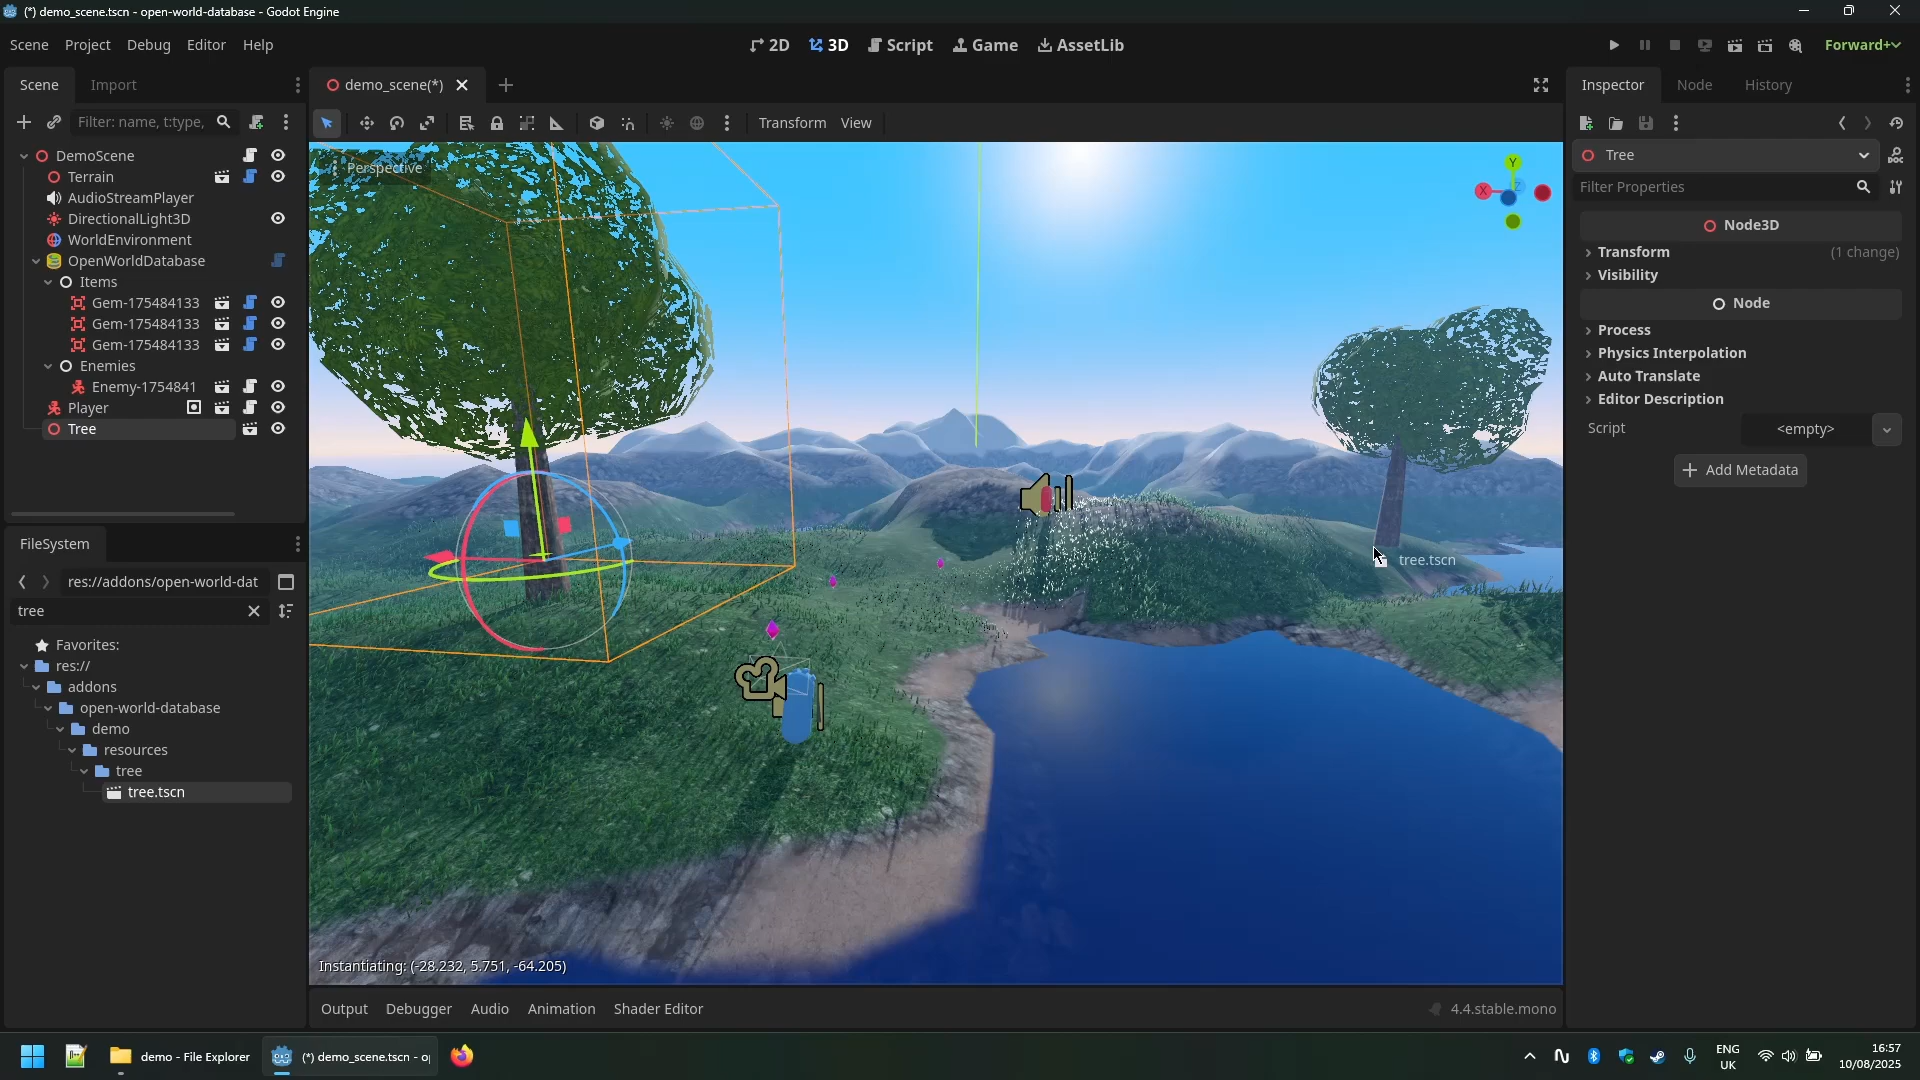 (*) demo_scene.tscn - open-world-database - Godot Engine
Scene Project Debug Editor Help
2D 3D Script Game AssetLib
Forward+
Scene Import
demo_scene(*)
Inspector Node History
Filter: name, t:type,
Transform View
DemoScene
Terrain
AudioStreamPlayer
DirectionalLight3D
WorldEnvironment
OpenWorldDatabase
Items
Gem-175484133
Gem-175484133
Gem-175484133
Enemies
Enemy-1754841
Player
Tree
FileSystem
res://addons/open-world-dat
tree
Favorites:
res://
addons
open-world-database
demo
resources
tree
tree.tscn
Perspective
Y
X
Z
tree.tscn
Instantiating: (-28.232, 5.751, -64.205)
Output Debugger Audio Animation Shader Editor
4.4.stable.mono
Tree
Filter Properties
Node3D
Transform (1 change)
Visibility
Node
Process
Physics Interpolation
Auto Translate
Editor Description
Script <empty>
Add Metadata
demo - File Explorer
(*) demo_scene.tscn - o
ENG
UK
16:57
10/08/2025